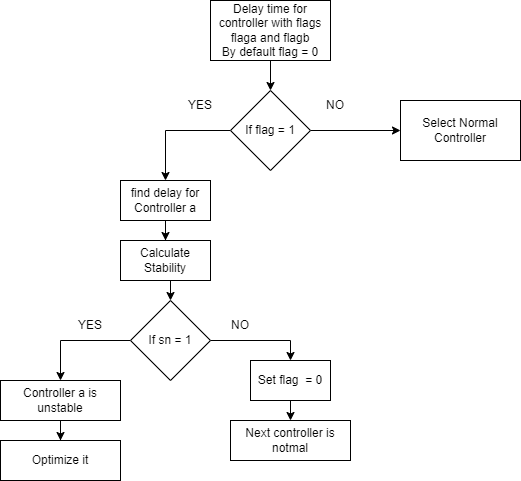 Delay time for
controller with flags
flaga and flagb
By default flag = 0
YES
NO
If flag = 1
Select Normal
Controller
find delay for
Controller a
Calculate
Stability
YES
NO
If sn = 1
Set flag = 0
Controller a is
unstable
Next controller is
notmal
Optimize it